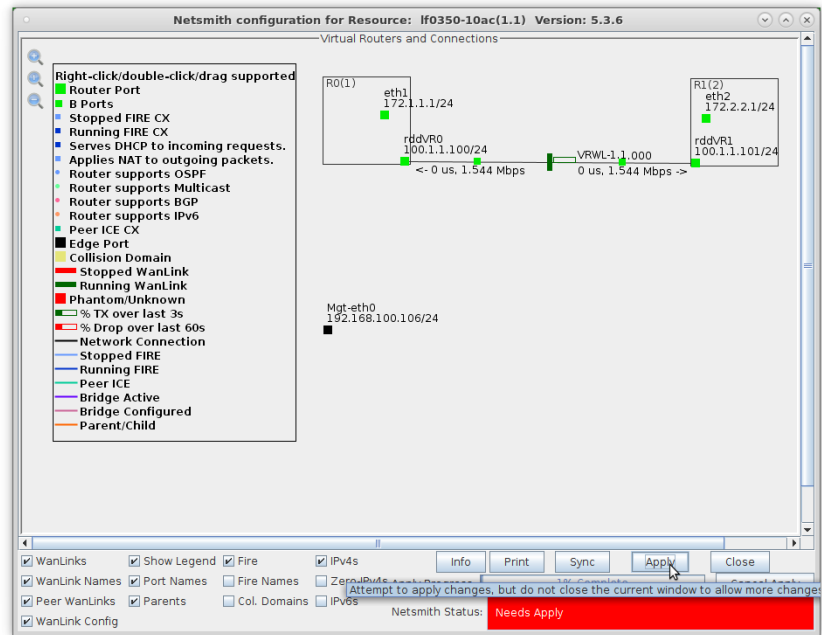 Netsmith configuration for Resource:  lf0350-10ac(1.1)  Version: 5.3.6
Virtual Routers and Connections
Right-click/double-click/drag supported
Router Port
B Ports
Stopped FIRE CX
Running FIRE CX
Serves DHCP to incoming requests.
Applies NAT to outgoing packets.
Router supports OSPF
Router supports Multicast
Router supports BGP
Router supports IPv6
Peer ICE CX
Edge Port
Collision Domain
Stopped WanLink
Running WanLink
Phantom/Unknown
% TX over last 3s
% Drop over last 60s
Network Connection
Stopped FIRE
Running FIRE
Peer ICE
Bridge Active
Bridge Configured
Parent/Child
R0(1)
eth1
172.1.1.1/24
rddVR0
100.1.1.100/24
<- 0 us, 1.544 Mbps
VRWL-1.1.000
0 us, 1.544 Mbps ->
R1(2)
eth2
172.2.2.1/24
rddVR1
100.1.1.101/24
Mgt-eth0
192.168.100.106/24
WanLinks Show Legend Fire IPv4s Info Print Sync Apply Close
WanLink Names Port Names Fire Names Zero-IPv4s Apply Progress 1% Complete Cancel Apply
Attempt to apply changes, but do not close the current window to allow more changes
Peer WanLinks Parents Col. Domains IPv6s Netsmith Status: Needs Apply
WanLink Config